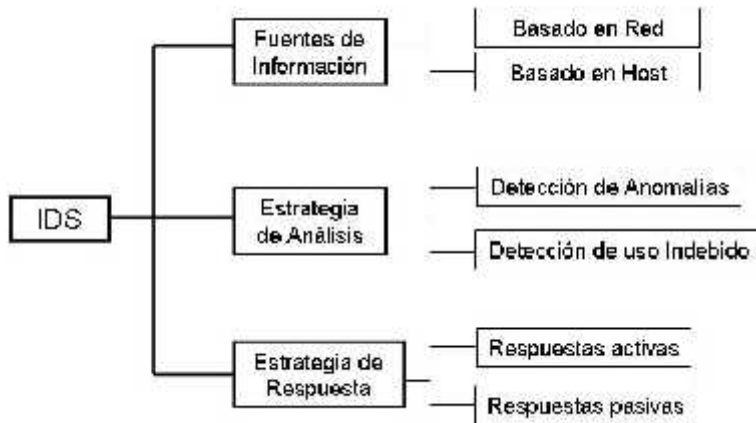 IDS
Fuentes de
Información
Basado en Red
Basado en Host
Estrategia
de Análisis
Detección de Anomalías
Detección de uso Indebido
Estrategia de
Respuesta
Respuestas activas
Respuestas pasivas